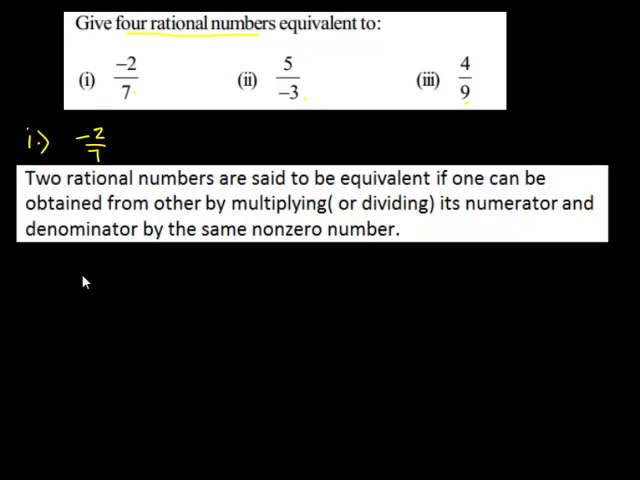 Give four rational numbers equivalent to:
(i) -2/7 (ii) 5/-3 (iii) 4/9
i.) -2/7
Two rational numbers are said to be equivalent if one can be
obtained from other by multiplying( or dividing) its numerator and
denominator by the same nonzero number.